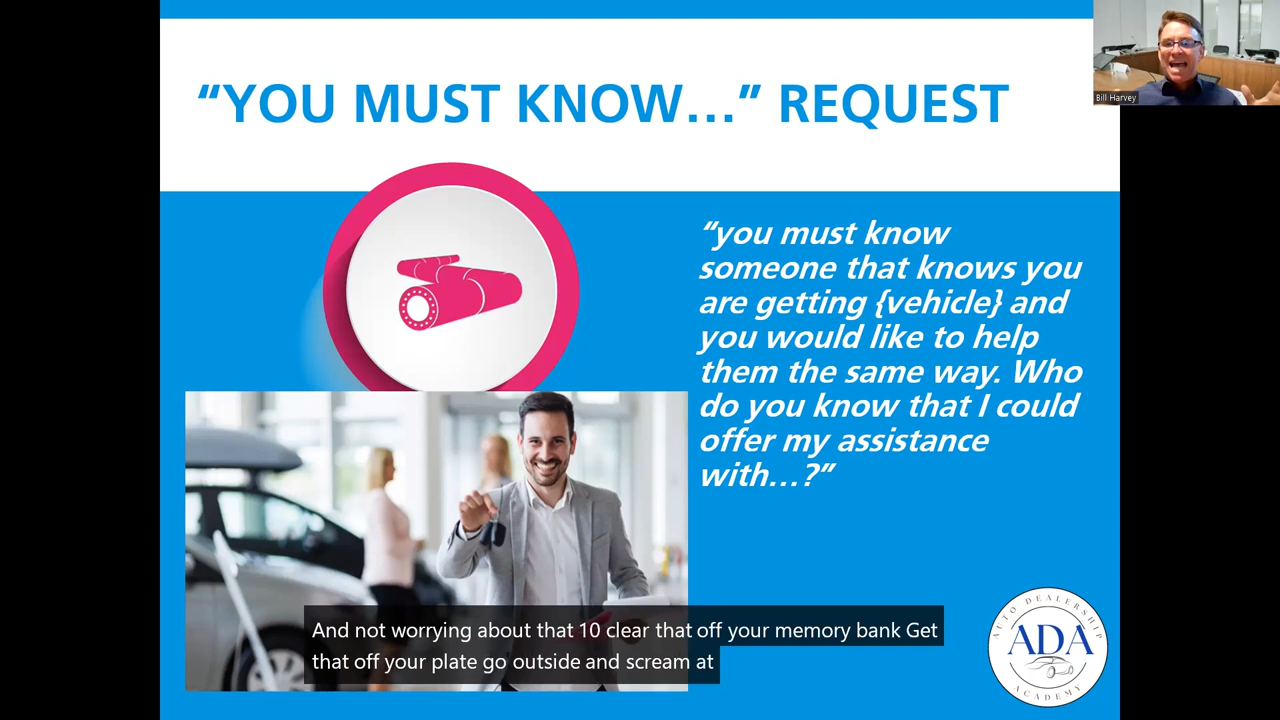 “YOU MUST KNOW...” REQUEST
Bill Harvey
“you must know
someone that knows you
are getting {vehicle} and
you would like to help
them the same way. Who
do you know that I could
offer my assistance
with...?”
And not worrying about that 10 clear that off your memory bank Get
that off your plate go outside and scream at
AUTO DEALERSHIP
ADA
ACADEMY